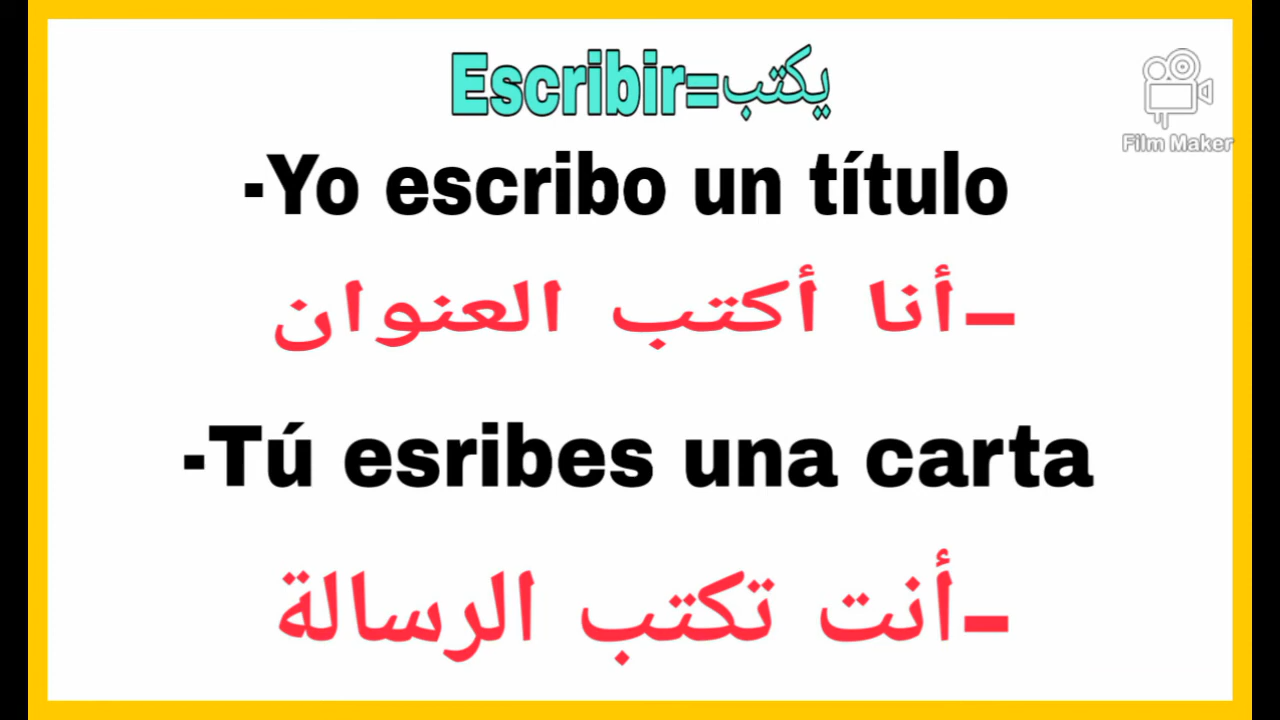 Escribir=يكتب
Film Maker
-Yo escribo un título
-أنا أكتب العنوان
-Tú esribes una carta
-أنت تكتب الرسالة